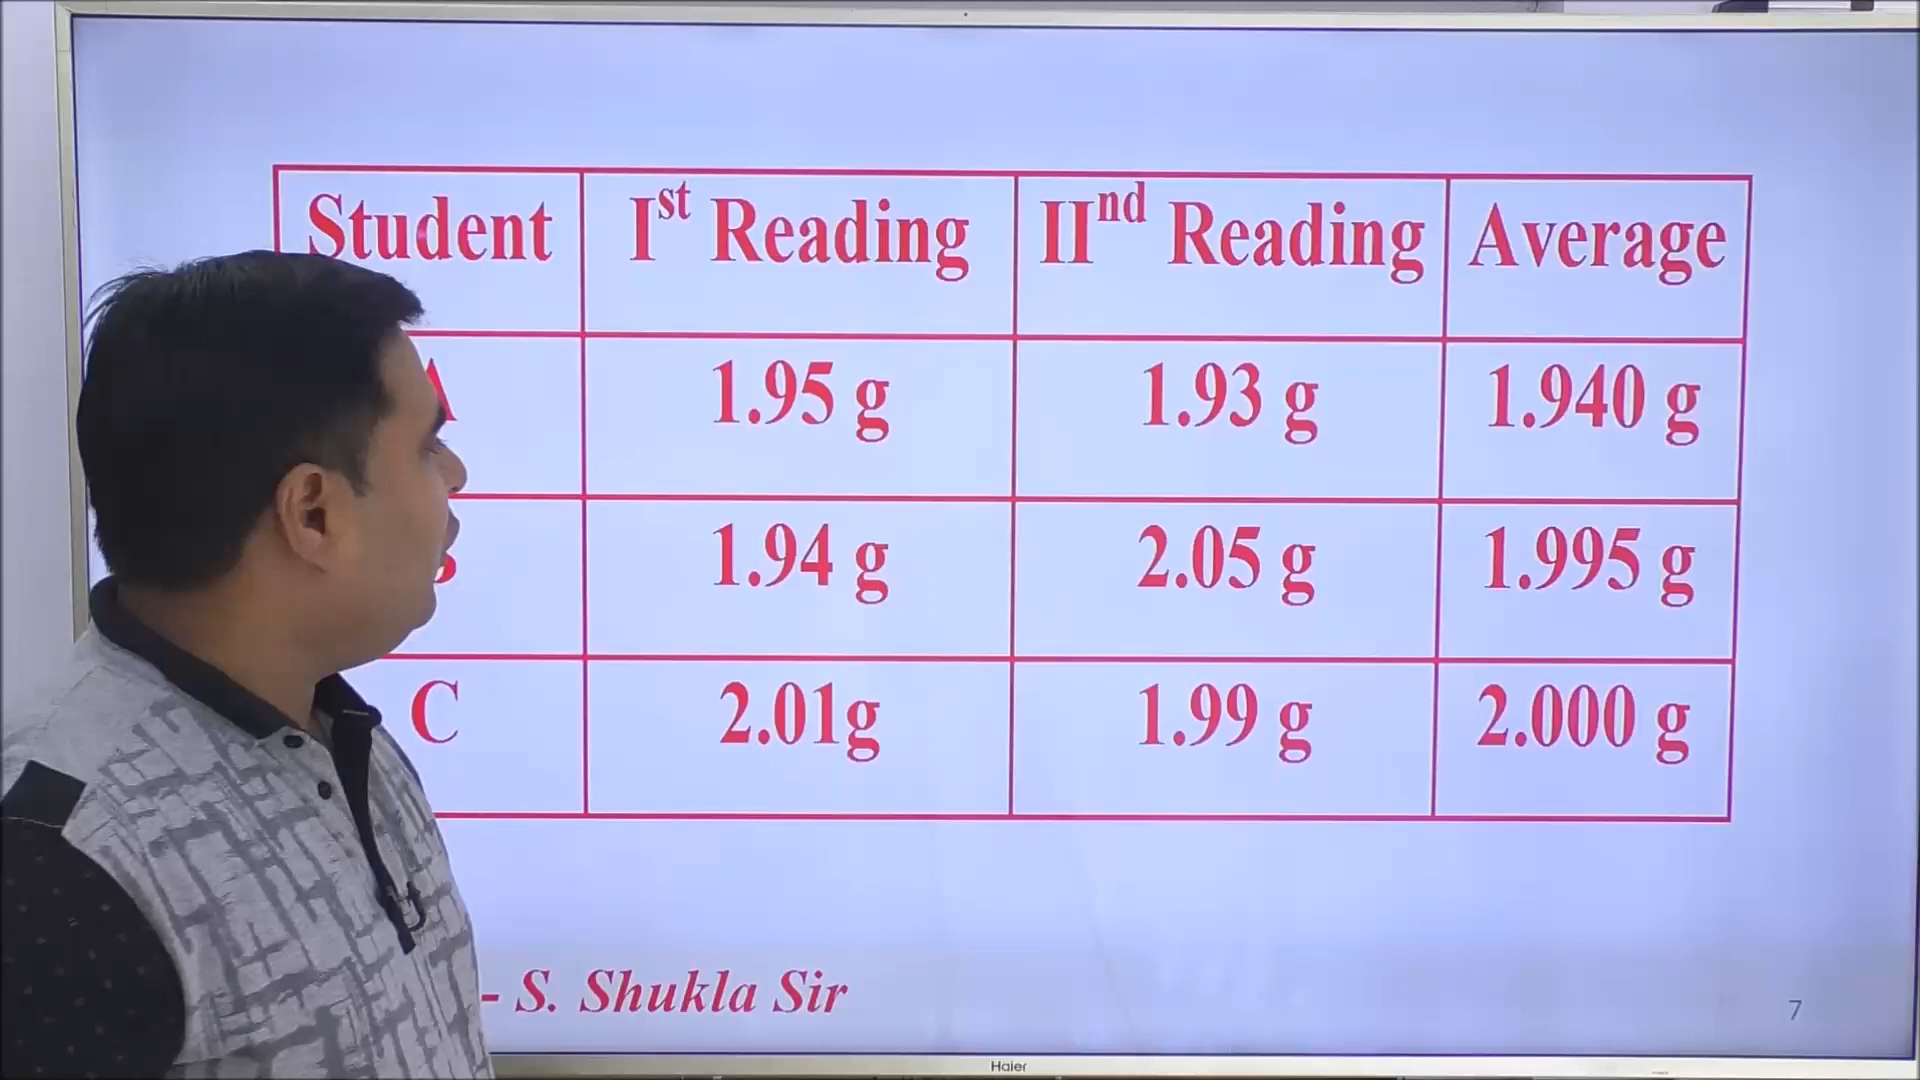 Student Iˢᵗ Reading IIⁿᵈ Reading Average
A 1.95 g 1.93 g 1.940 g
B 1.94 g 2.05 g 1.995 g
C 2.01g 1.99 g 2.000 g
- S. Shukla Sir
7
Haier